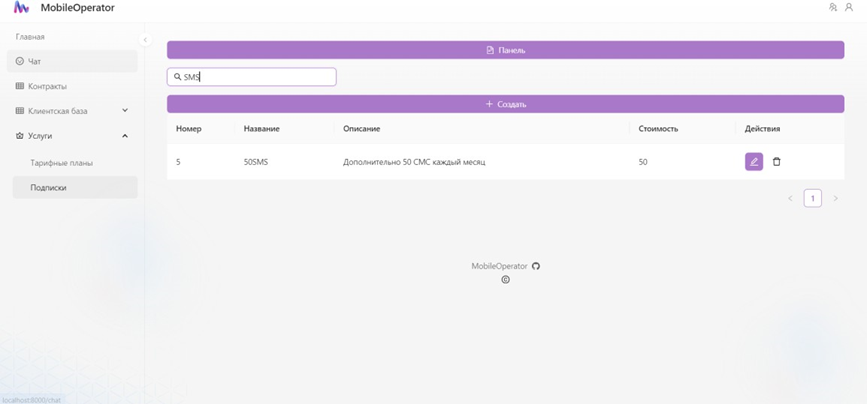 MobileOperator
Главная
Чат
Контракты
Клиентская база
Услуги
Тарифные планы
Подписки
Панель
SMS
Создать
Номер Название Описание Стоимость Действия
5 50SMS Дополнительно 50 СМС каждый месяц 50
1
MobileOperator
©
localhost:8000/chat